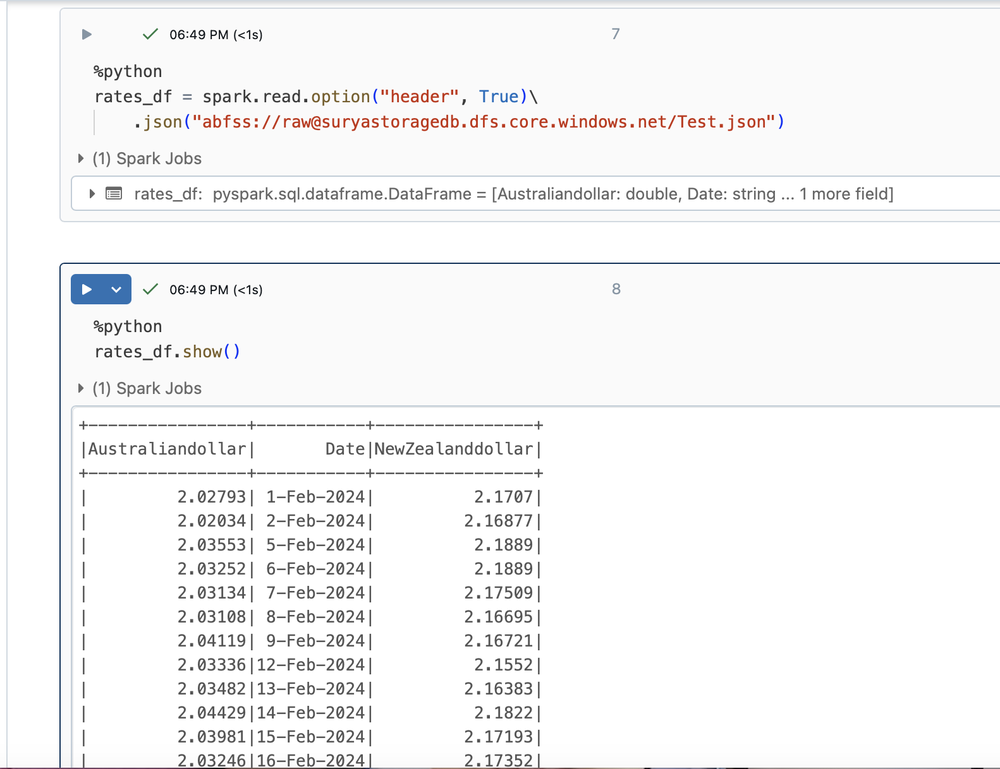 06:49 PM (<1s)
7
%python
rates_df = spark.read.option("header", True)\
.json("abfss://raw@suryastoragedb.dfs.core.windows.net/Test.json")
(1) Spark Jobs
rates_df: pyspark.sql.dataframe.DataFrame = [Australiandollar: double, Date: string ... 1 more field]
06:49 PM (<1s)
8
%python
rates_df.show()
(1) Spark Jobs
+----------------+-----------+----------------+
|Australiandollar|       Date|NewZealanddollar|
+----------------+-----------+----------------+
|         2.02793| 1-Feb-2024|          2.1707|
|         2.02034| 2-Feb-2024|         2.16877|
|         2.03553| 5-Feb-2024|          2.1889|
|         2.03252| 6-Feb-2024|          2.1889|
|         2.03134| 7-Feb-2024|         2.17509|
|         2.03108| 8-Feb-2024|         2.16695|
|         2.04119| 9-Feb-2024|         2.16721|
|         2.03336|12-Feb-2024|          2.1552|
|         2.03482|13-Feb-2024|         2.16383|
|         2.04429|14-Feb-2024|          2.1822|
|         2.03981|15-Feb-2024|         2.17193|
|         2.03246|16-Feb-2024|         2.17352|